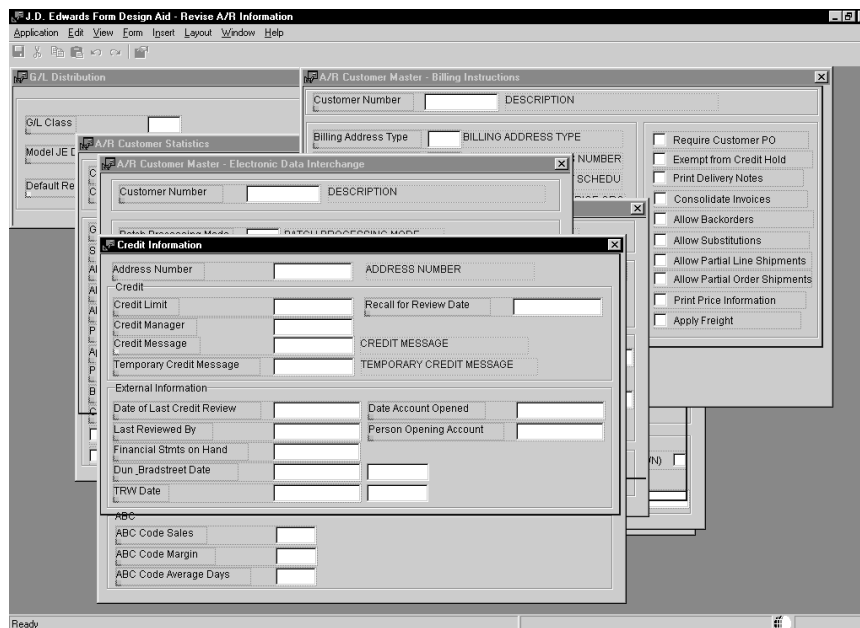 J.D. Edwards Form Design Aid - Revise A/R Information
Application Edit View Form Insert Layout Window Help
G/L Distribution
G/L Class
Model JE D
Default Re
A/R Customer Master - Billing Instructions
Customer Number DESCRIPTION
Billing Address Type BILLING ADDRESS TYPE
NUMBER
SCHEDU
Require Customer PO
Exempt from Credit Hold
Print Delivery Notes
Consolidate Invoices
Allow Backorders
Allow Substitutions
Allow Partial Line Shipments
Allow Partial Order Shipments
Print Price Information
Apply Freight
A/R Customer Statistics
A/R Customer Master - Electronic Data Interchange
Customer Number DESCRIPTION
Batch Processing Mode BATCH PROCESSING MODE
Credit Information
Address Number ADDRESS NUMBER
Credit
Credit Limit Recall for Review Date
Credit Manager
Credit Message CREDIT MESSAGE
Temporary Credit Message TEMPORARY CREDIT MESSAGE
External Information
Date of Last Credit Review Date Account Opened
Last Reviewed By Person Opening Account
Financial Stmts on Hand
Dun_Bradstreet Date
TRW Date
ABC
ABC Code Sales
ABC Code Margin
ABC Code Average Days
/N)
Ready